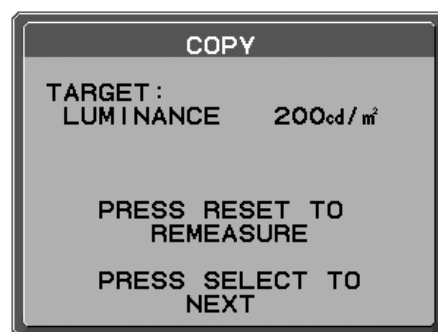 COPY
TARGET:
LUMINANCE 200cd/㎡
PRESS RESET TO
REMEASURE
PRESS SELECT TO
NEXT